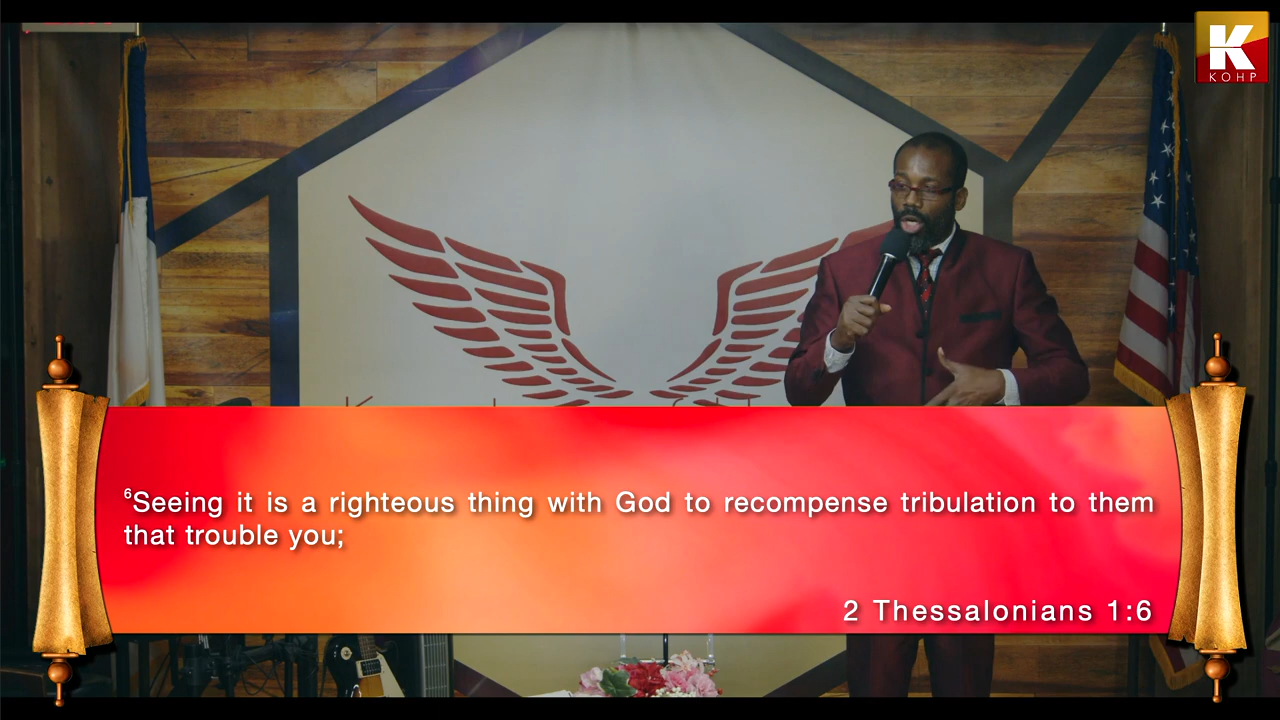 K
KOHP
⁶Seeing it is a righteous thing with God to recompense tribulation to them
that trouble you;
2 Thessalonians 1:6